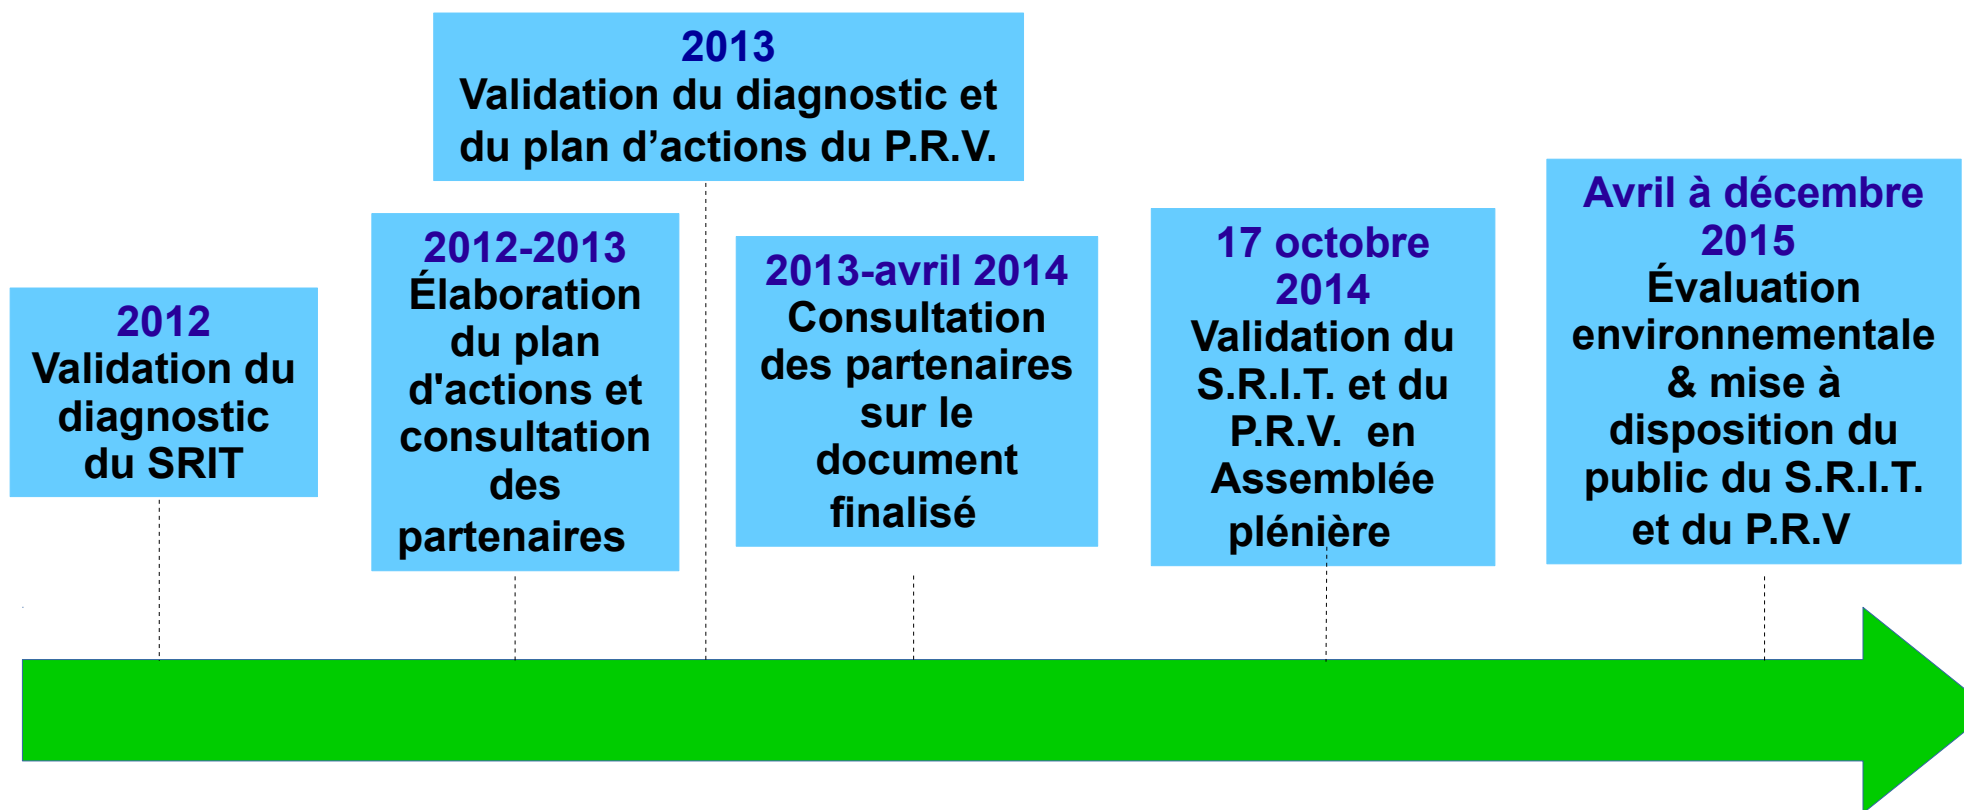 2012
Validation du
diagnostic
du SRIT
2012-2013
Élaboration
du plan
d'actions et
consultation
des
partenaires
2013
Validation du diagnostic et
du plan d’actions du P.R.V.
2013-avril 2014
Consultation
des partenaires
sur le
document
finalisé
17 octobre
2014
Validation du
S.R.I.T. et du
P.R.V. en
Assemblée
plénière
Avril à décembre
2015
Évaluation
environnementale
& mise à
disposition du
public du S.R.I.T.
et du P.R.V